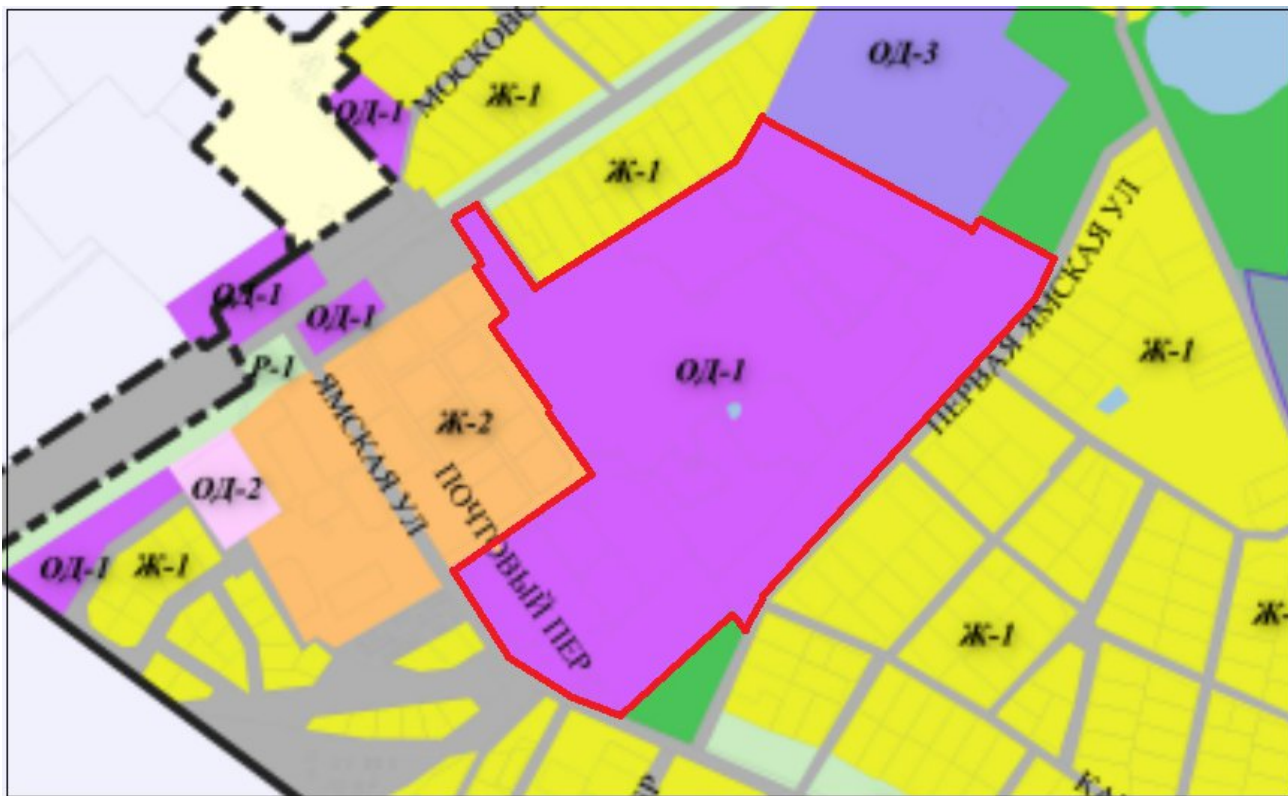 ОД-3
ОД-1
МОСКОВС
Ж-1
Ж-1
ПЕРВАЯ ЯМСКАЯ УЛ
ОД-1
ОД-1
Р-1
ОД-1
Ж-1
ЯМСКАЯ УЛ
Ж-2
ПОЧТОВЫЙ ПЕР
ОД-2
ОД-1
Ж-1
Ж-1
Ж-